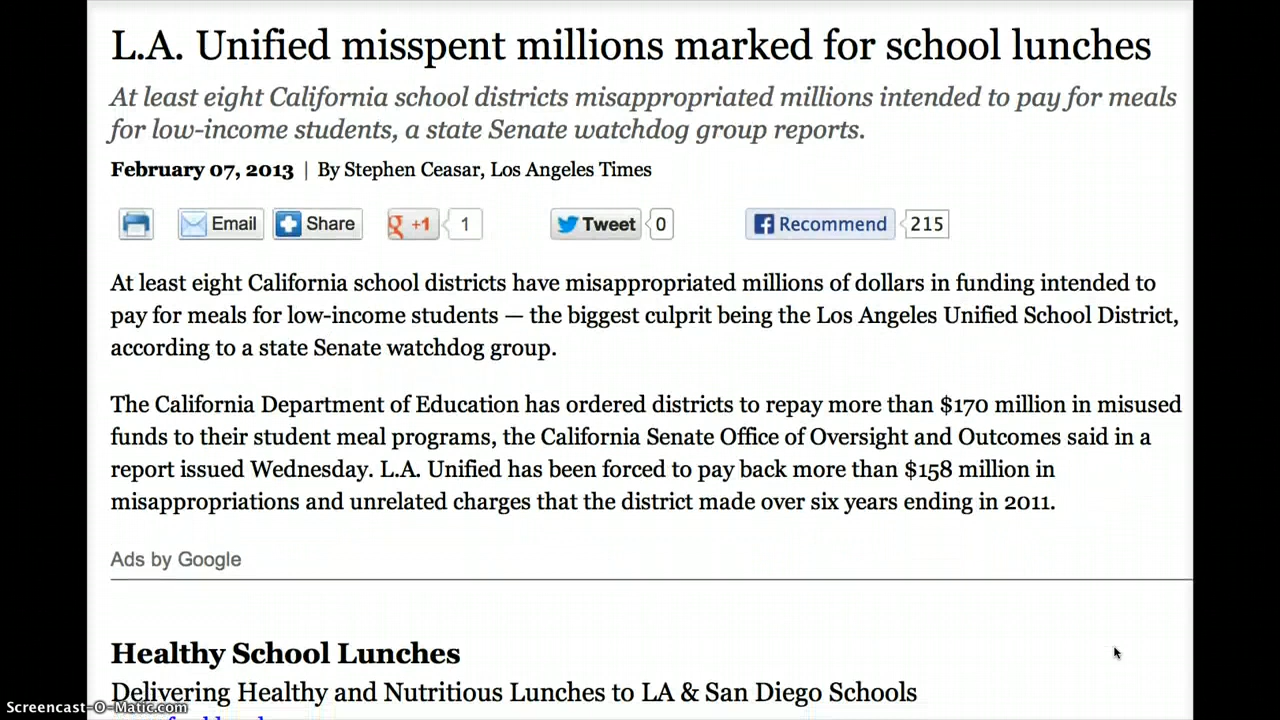 L.A. Unified misspent millions marked for school lunches
At least eight California school districts misappropriated millions intended to pay for meals
for low-income students, a state Senate watchdog group reports.
February 07, 2013 | By Stephen Ceasar, Los Angeles Times
Email Share +1 1 Tweet 0 Recommend 215
At least eight California school districts have misappropriated millions of dollars in funding intended to
pay for meals for low-income students — the biggest culprit being the Los Angeles Unified School District,
according to a state Senate watchdog group.
The California Department of Education has ordered districts to repay more than $170 million in misused
funds to their student meal programs, the California Senate Office of Oversight and Outcomes said in a
report issued Wednesday. L.A. Unified has been forced to pay back more than $158 million in
misappropriations and unrelated charges that the district made over six years ending in 2011.
Ads by Google
Healthy School Lunches
Delivering Healthy and Nutritious Lunches to LA & San Diego Schools
Screencast-O-Matic.com